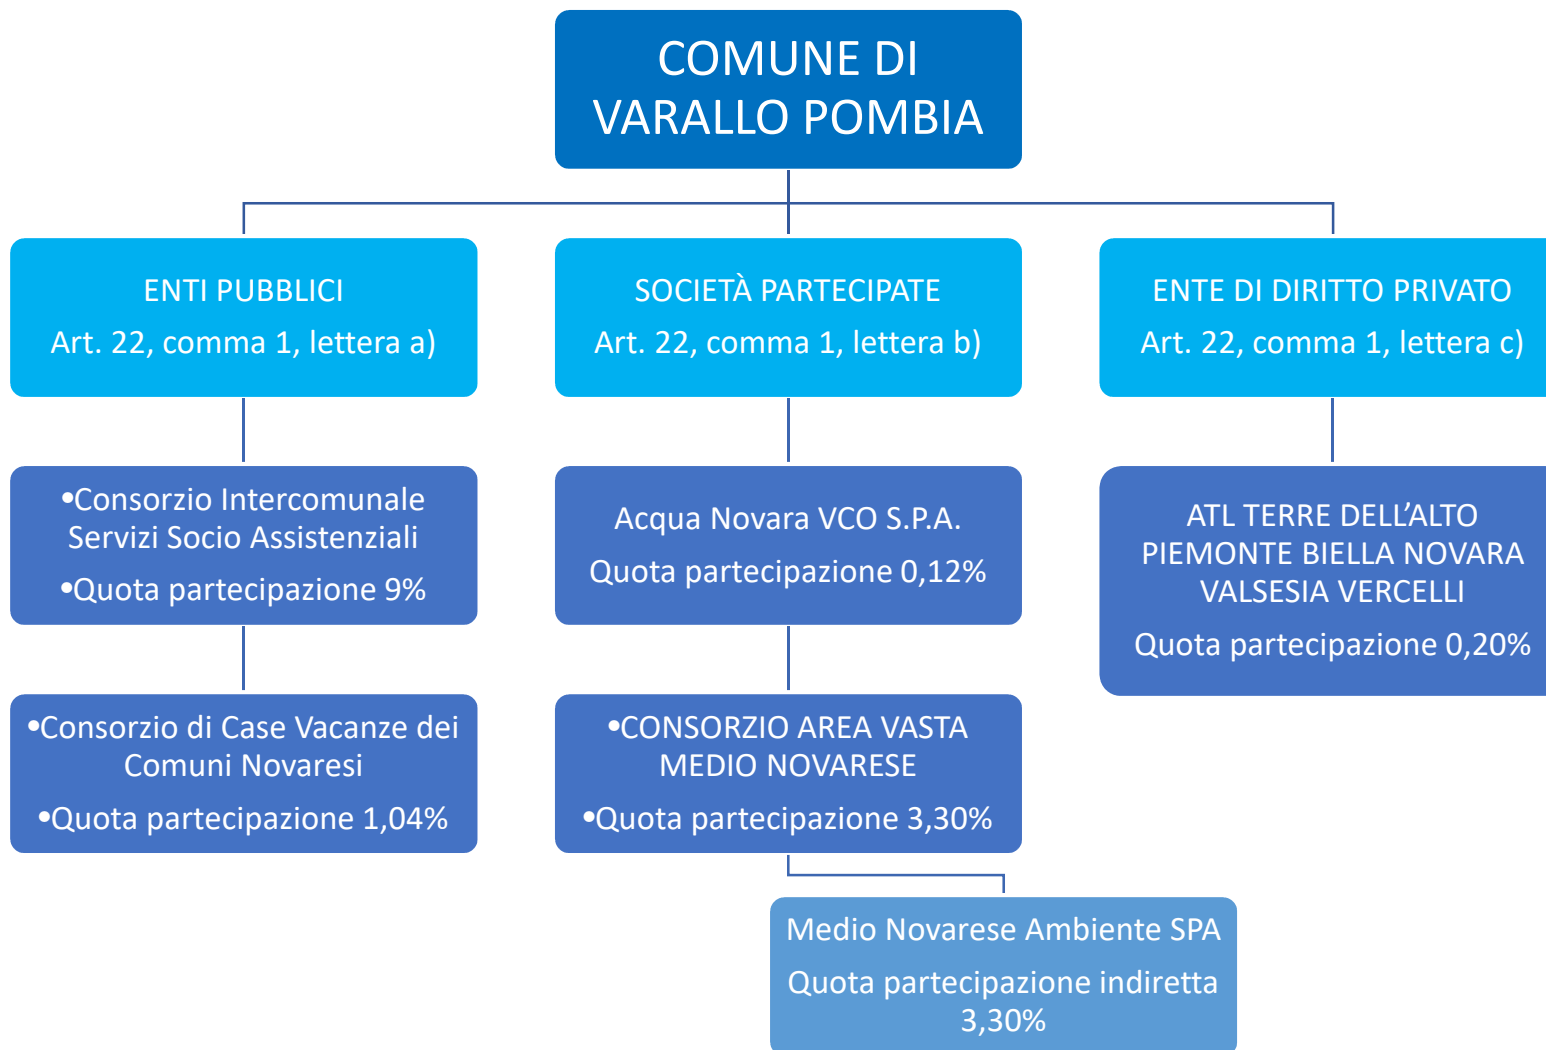 COMUNE DI
VARALLO POMBIA
ENTI PUBBLICI
Art. 22, comma 1, lettera a)
SOCIETÀ PARTECIPATE
Art. 22, comma 1, lettera b)
ENTE DI DIRITTO PRIVATO
Art. 22, comma 1, lettera c)
•Consorzio Intercomunale
Servizi Socio Assistenziali
•Quota partecipazione 9%
Acqua Novara VCO S.P.A.
Quota partecipazione 0,12%
ATL TERRE DELL’ALTO
PIEMONTE BIELLA NOVARA
VALSESIA VERCELLI
Quota partecipazione 0,20%
•Consorzio di Case Vacanze dei
Comuni Novaresi
•Quota partecipazione 1,04%
•CONSORZIO AREA VASTA
MEDIO NOVARESE
•Quota partecipazione 3,30%
Medio Novarese Ambiente SPA
Quota partecipazione indiretta
3,30%